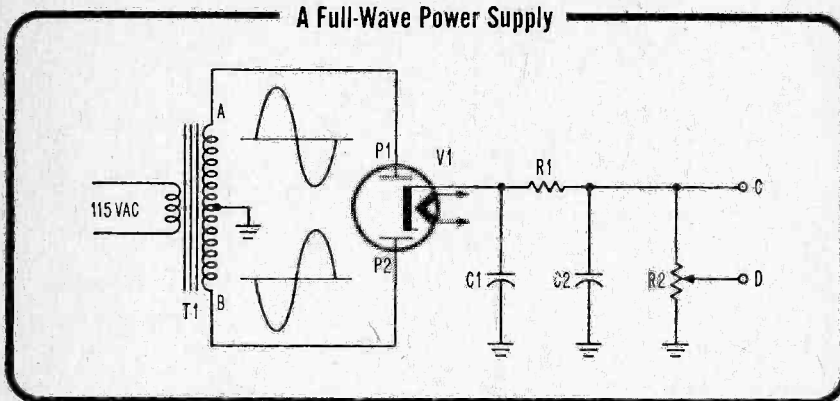 A Full-Wave Power Supply
A
P1
V1
R1
C
115 VAC
P2
C1
C2
R2
D
T1
B